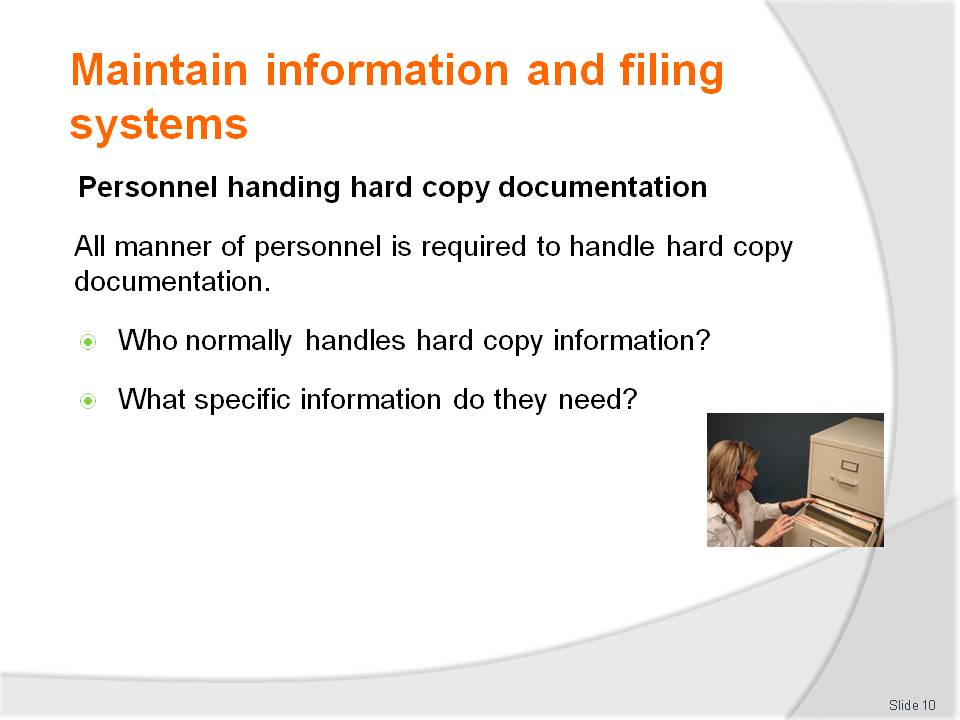 Maintain information and filing
systems
Personnel handing hard copy documentation
All manner of personnel is required to handle hard copy
documentation.
Who normally handles hard copy information?
What specific information do they need?
Slide 10